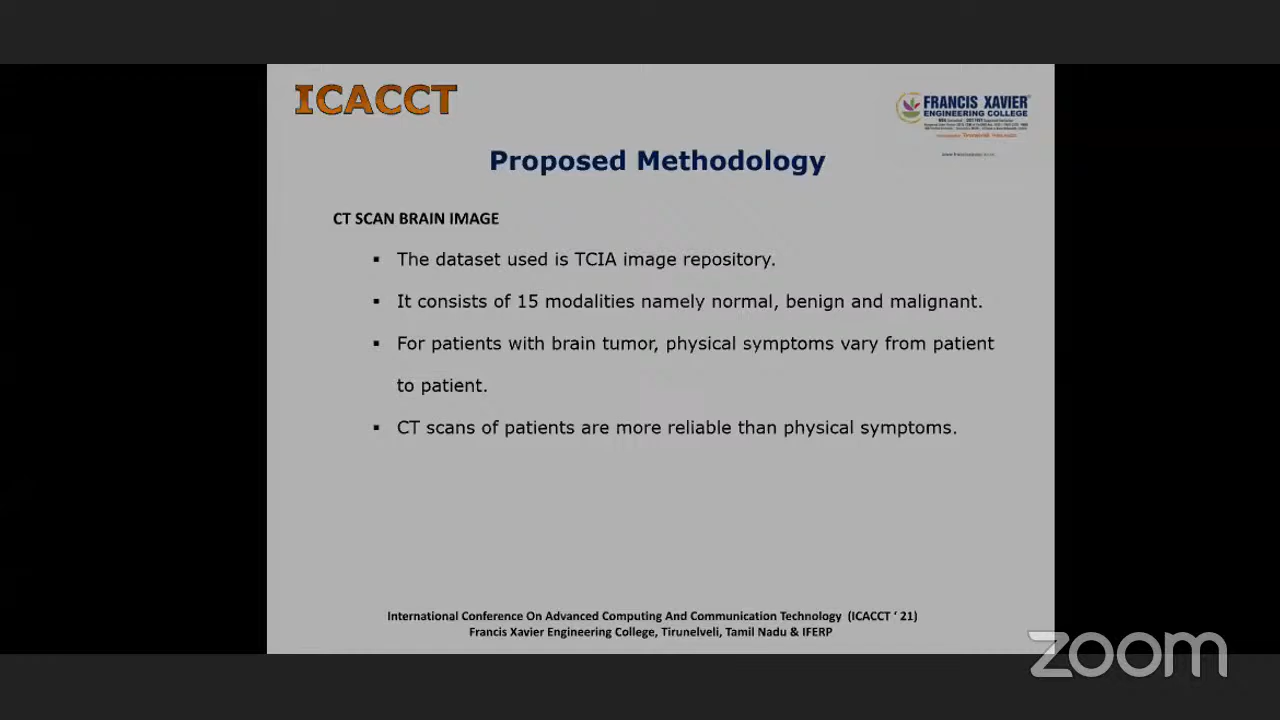 ICACCT
FRANCIS XAVIER
ENGINEERING COLLEGE
Proposed Methodology
CT SCAN BRAIN IMAGE
▪ The dataset used is TCIA image repository.
▪ It consists of 15 modalities namely normal, benign and malignant.
▪ For patients with brain tumor, physical symptoms vary from patient
to patient.
▪ CT scans of patients are more reliable than physical symptoms.
International Conference On Advanced Computing And Communication Technology (ICACCT ‘ 21)
Francis Xavier Engineering College, Tirunelveli, Tamil Nadu & IFERP
zoom